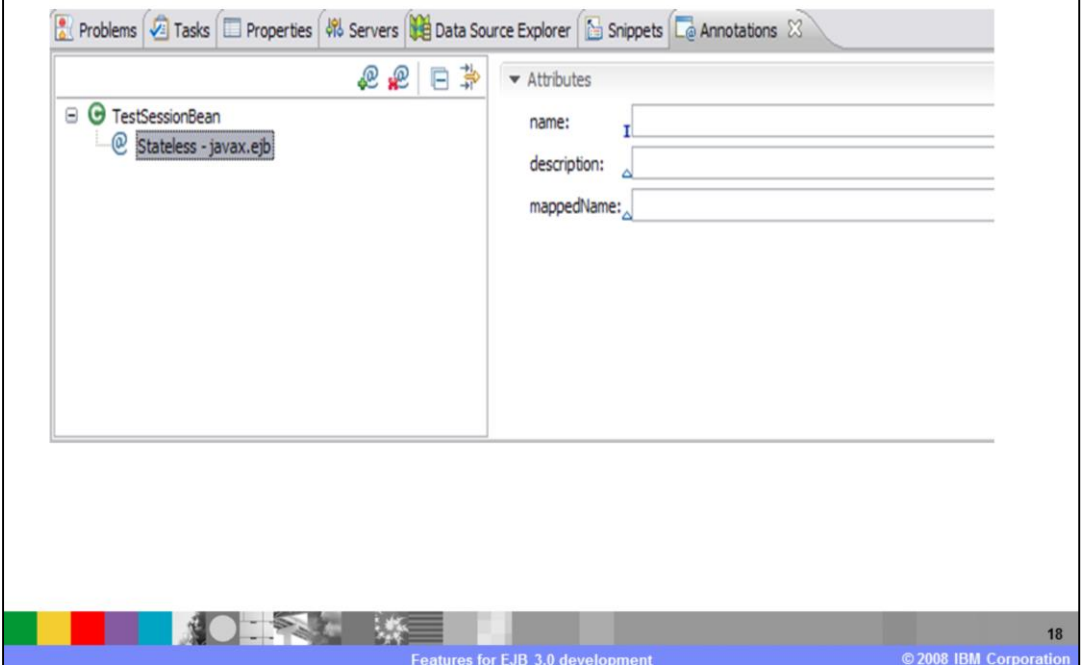 Problems Tasks Properties Servers Data Source Explorer Snippets Annotations
Attributes
TestSessionBean
Stateless - javax.ejb
name:
description:
mappedName:
18
Features for EJB 3.0 development © 2008 IBM Corporation